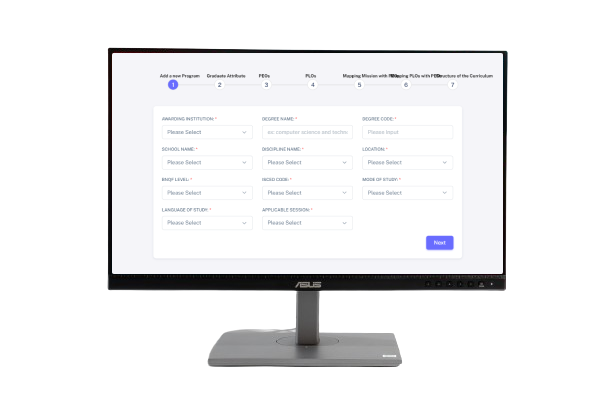 Add a new Program Graduate Attribute PEOs PLOs Mapping Mission with PEOs Mapping PLOs with PEOs Structure of the Curriculum
1 2 3 4 5 6 7
AWARDING INSTITUTION: * DEGREE NAME: * DEGREE CODE: *
Please Select ex: computer science and techno Please input
SCHOOL NAME: * DISCIPLINE NAME: * LOCATION: *
Please Select Please Select Please Select
BNQF LEVEL: * ISCED CODE: * MODE OF STUDY: *
Please Select Please Select Please Select
LANGUAGE OF STUDY: * APPLICABLE SESSION: *
Please Select Please Select
Next
ASUS